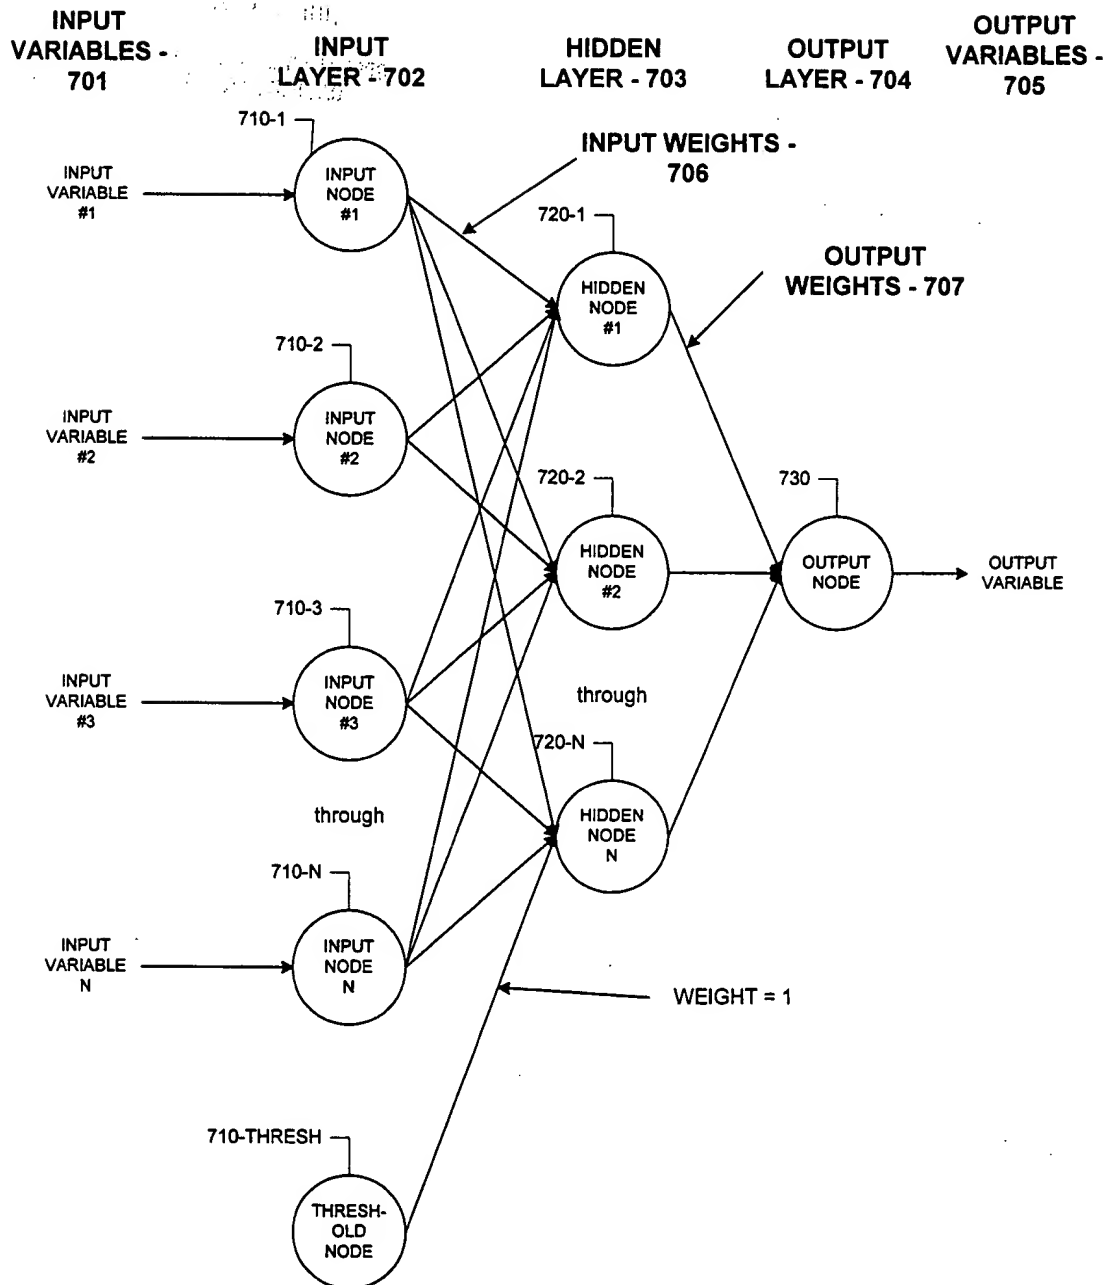 INPUT
VARIABLES -
701
INPUT
LAYER - 702
HIDDEN
LAYER - 703
OUTPUT
LAYER - 704
OUTPUT
VARIABLES -
705
710-1
INPUT
VARIABLE
#1
INPUT
NODE
#1
INPUT WEIGHTS -
706
720-1
HIDDEN
NODE
#1
OUTPUT
WEIGHTS - 707
710-2
INPUT
VARIABLE
#2
INPUT
NODE
#2
720-2
HIDDEN
NODE
#2
730
OUTPUT
NODE
OUTPUT
VARIABLE
710-3
INPUT
VARIABLE
#3
INPUT
NODE
#3
through
720-N
HIDDEN
NODE
N
through
710-N
INPUT
VARIABLE
N
INPUT
NODE
N
WEIGHT = 1
710-THRESH
THRESH-
OLD
NODE